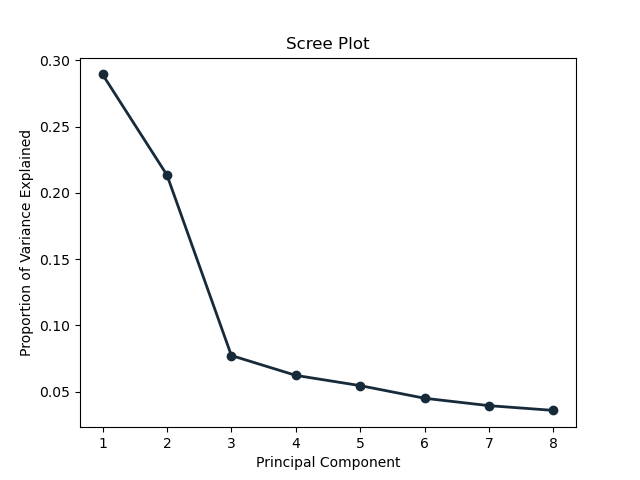 Scree Plot
Proportion of Variance Explained
0.30
0.25
0.20
0.15
0.10
0.05
1 2 3 4 5 6 7 8
Principal Component